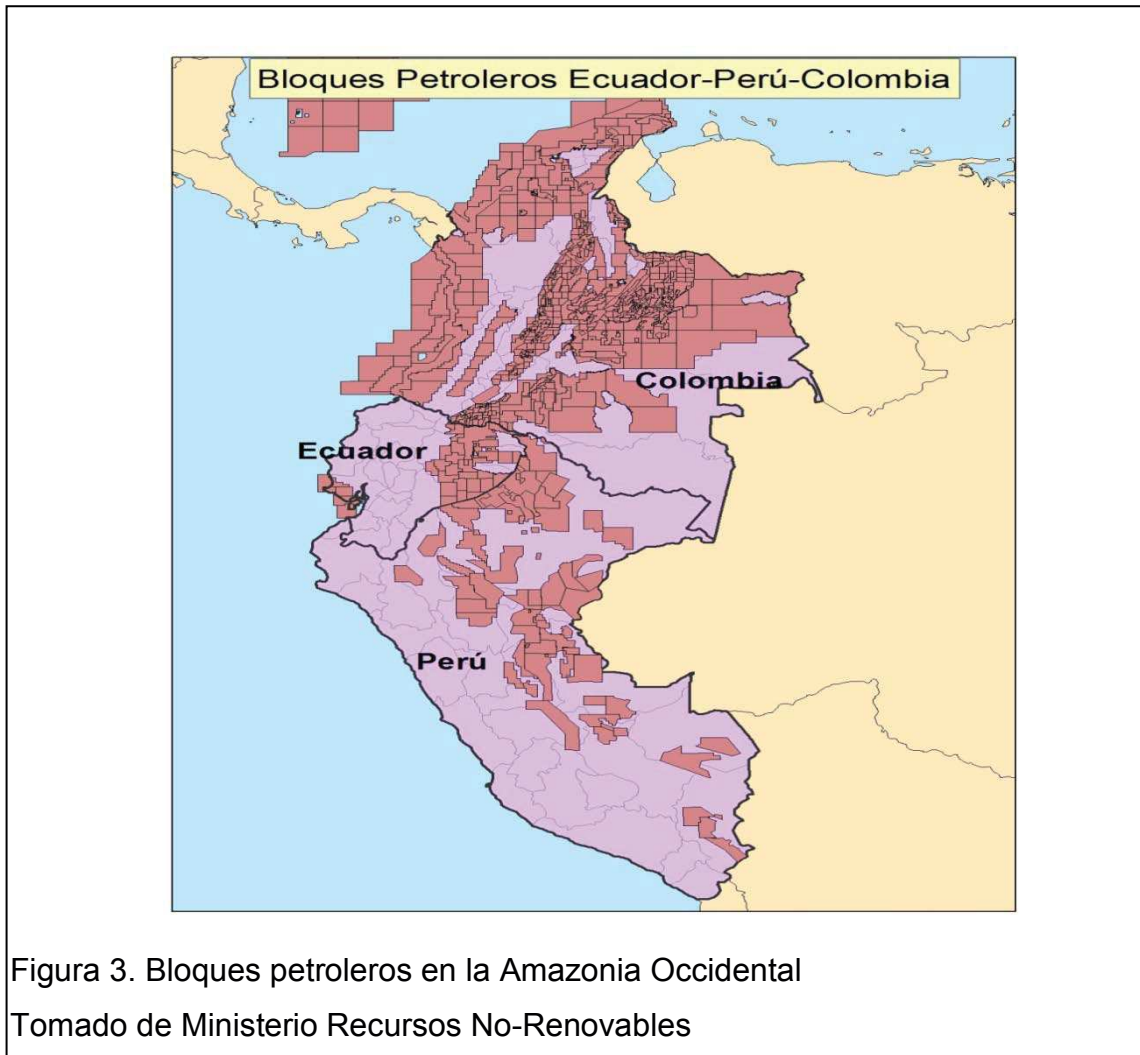 Bloques Petroleros Ecuador-Perú-Colombia
Colombia
Ecuador
Perú
Figura 3. Bloques petroleros en la Amazonia Occidental
Tomado de Ministerio Recursos No-Renovables